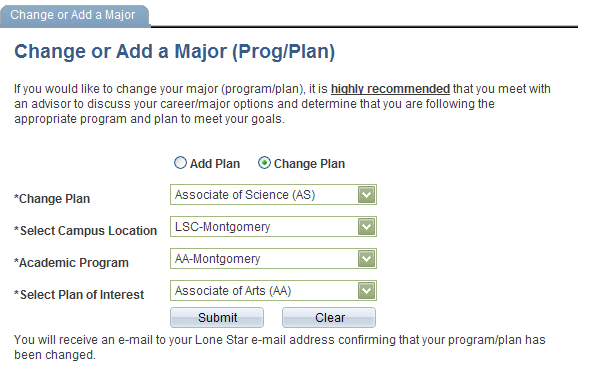 Change or Add a Major
Change or Add a Major (Prog/Plan)
If you would like to change your major (program/plan), it is highly recommended that you meet with
an advisor to discuss your career/major options and determine that you are following the
appropriate program and plan to meet your goals.
Add Plan Change Plan
*Change Plan Associate of Science (AS)
*Select Campus Location LSC-Montgomery
*Academic Program AA-Montgomery
*Select Plan of Interest Associate of Arts (AA)
Submit Clear
You will receive an e-mail to your Lone Star e-mail address confirming that your program/plan has
been changed.